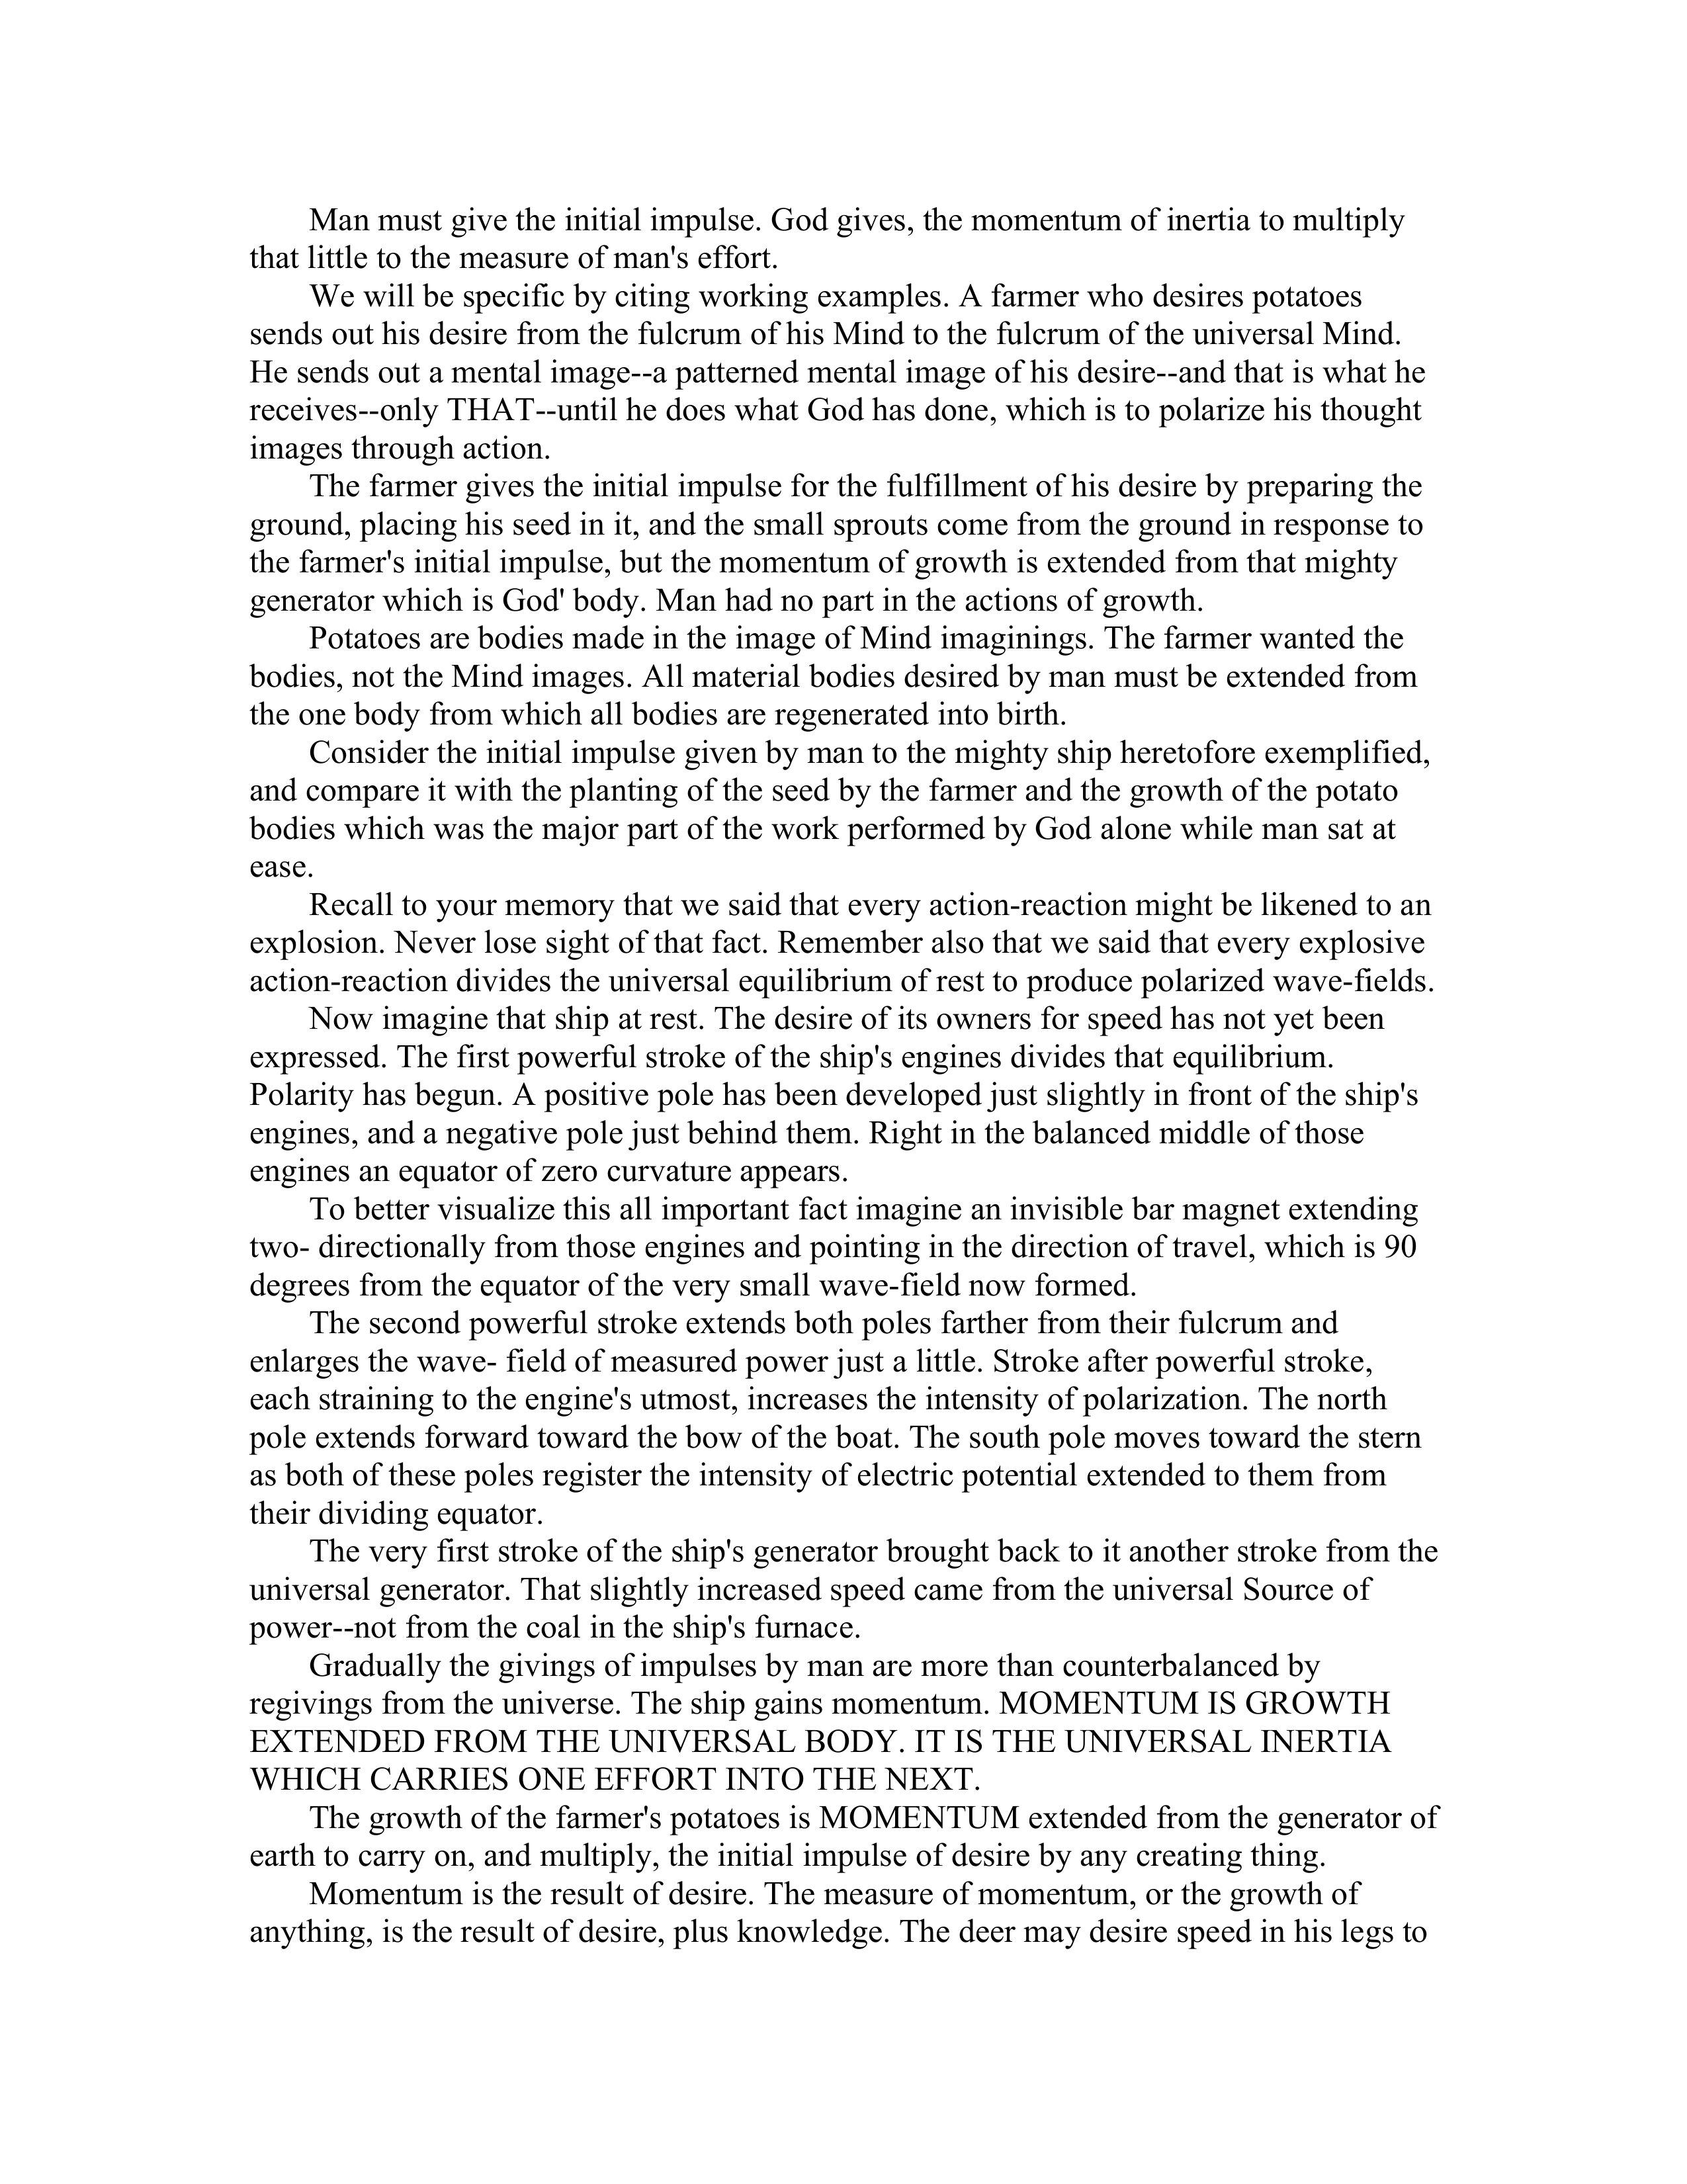 Man must give the initial impulse. God gives, the momentum of inertia to multiply
that little to the measure of man's effort.
We will be specific by citing working examples. A farmer who desires potatoes
sends out his desire from the fulcrum of his Mind to the fulcrum of the universal Mind.
He sends out a mental image--a patterned mental image of his desire--and that is what he
receives--only THAT--until he does what God has done, which is to polarize his thought
images through action.
The farmer gives the initial impulse for the fulfillment of his desire by preparing the
ground, placing his seed in it, and the small sprouts come from the ground in response to
the farmer's initial impulse, but the momentum of growth is extended from that mighty
generator which is God' body. Man had no part in the actions of growth.
Potatoes are bodies made in the image of Mind imaginings. The farmer wanted the
bodies, not the Mind images. All material bodies desired by man must be extended from
the one body from which all bodies are regenerated into birth.
Consider the initial impulse given by man to the mighty ship heretofore exemplified,
and compare it with the planting of the seed by the farmer and the growth of the potato
bodies which was the major part of the work performed by God alone while man sat at
ease.
Recall to your memory that we said that every action-reaction might be likened to an
explosion. Never lose sight of that fact. Remember also that we said that every explosive
action-reaction divides the universal equilibrium of rest to produce polarized wave-fields.
Now imagine that ship at rest. The desire of its owners for speed has not yet been
expressed. The first powerful stroke of the ship's engines divides that equilibrium.
Polarity has begun. A positive pole has been developed just slightly in front of the ship's
engines, and a negative pole just behind them. Right in the balanced middle of those
engines an equator of zero curvature appears.
To better visualize this all important fact imagine an invisible bar magnet extending
two- directionally from those engines and pointing in the direction of travel, which is 90
degrees from the equator of the very small wave-field now formed.
The second powerful stroke extends both poles farther from their fulcrum and
enlarges the wave- field of measured power just a little. Stroke after powerful stroke,
each straining to the engine's utmost, increases the intensity of polarization. The north
pole extends forward toward the bow of the boat. The south pole moves toward the stern
as both of these poles register the intensity of electric potential extended to them from
their dividing equator.
The very first stroke of the ship's generator brought back to it another stroke from the
universal generator. That slightly increased speed came from the universal Source of
power--not from the coal in the ship's furnace.
Gradually the givings of impulses by man are more than counterbalanced by
regivings from the universe. The ship gains momentum. MOMENTUM IS GROWTH
EXTENDED FROM THE UNIVERSAL BODY. IT IS THE UNIVERSAL INERTIA
WHICH CARRIES ONE EFFORT INTO THE NEXT.
The growth of the farmer's potatoes is MOMENTUM extended from the generator of
earth to carry on, and multiply, the initial impulse of desire by any creating thing.
Momentum is the result of desire. The measure of momentum, or the growth of
anything, is the result of desire, plus knowledge. The deer may desire speed in his legs to